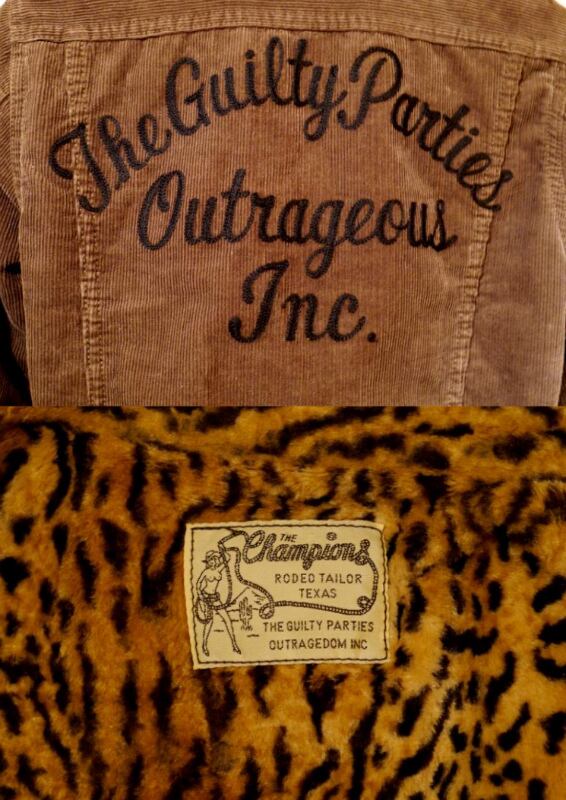 The Guilty Parties
Outrageous
Inc.
THE
Champions
RODEO TAILOR
TEXAS
THE GUILTY PARTIES
OUTRAGEDOM INC